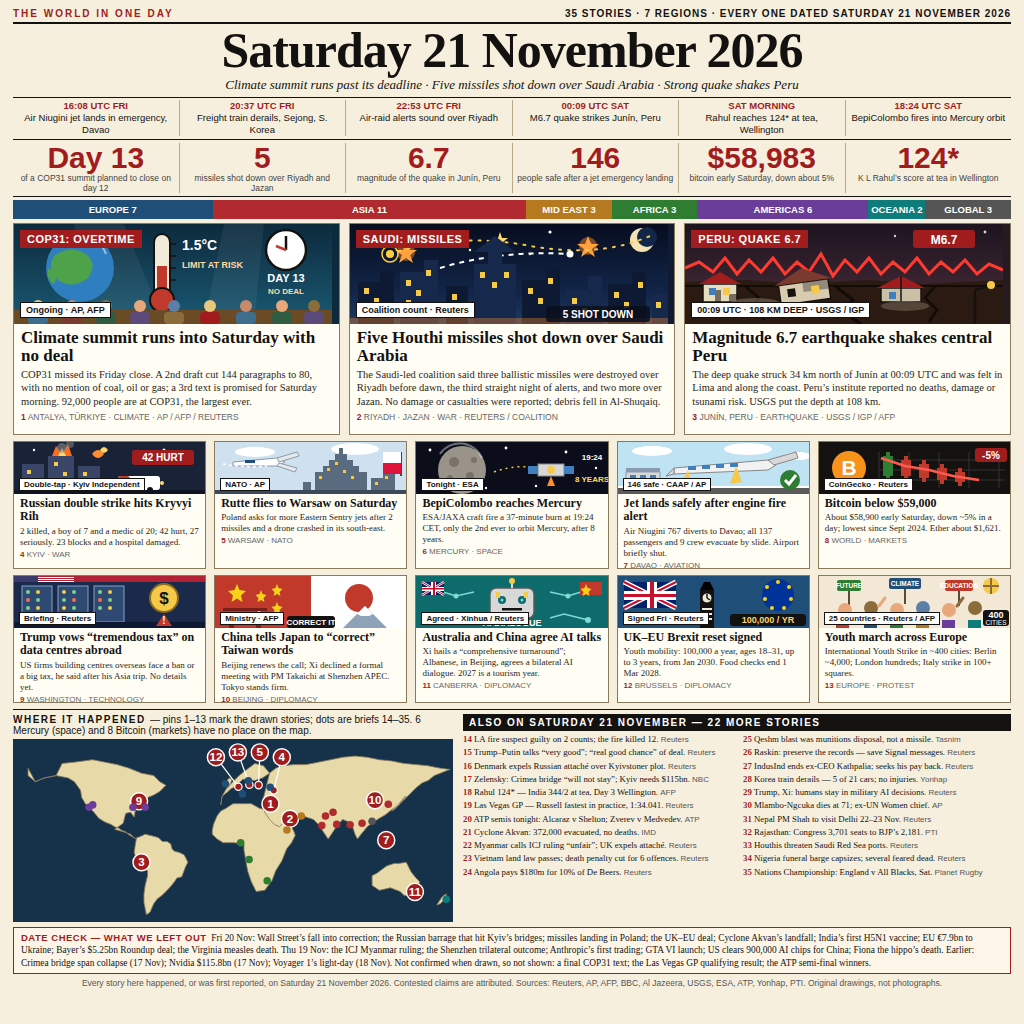 THE WORLD IN ONE DAY
35 STORIES · 7 REGIONS · EVERY ONE DATED SATURDAY 21 NOVEMBER 2026
Saturday 21 November 2026
Climate summit runs past its deadline · Five missiles shot down over Saudi Arabia · Strong quake shakes Peru
16:08 UTC FRI
Air Niugini jet lands in emergency,
Davao
20:37 UTC FRI
Freight train derails, Sejong, S.
Korea
22:53 UTC FRI
Air-raid alerts sound over Riyadh
00:09 UTC SAT
M6.7 quake strikes Junín, Peru
SAT MORNING
Rahul reaches 124* at tea,
Wellington
18:24 UTC SAT
BepiColombo fires into Mercury orbit
Day 13
of a COP31 summit planned to close on
day 12
5
missiles shot down over Riyadh and
Jazan
6.7
magnitude of the quake in Junín, Peru
146
people safe after a jet emergency landing
$58,983
bitcoin early Saturday, down about 5%
124*
K L Rahul's score at tea in Wellington
EUROPE 7
ASIA 11
MID EAST 3
AFRICA 3
AMERICAS 6
OCEANIA 2
GLOBAL 3
COP31: OVERTIME
1.5°C
LIMIT AT RISK
DAY 13
NO DEAL
Ongoing · AP, AFP
Climate summit runs into Saturday with
no deal
COP31 missed its Friday close. A 2nd draft cut 144 paragraphs to 80,
with no mention of coal, oil or gas; a 3rd text is promised for Saturday
morning. 92,000 people are at COP31, the largest ever.
1 ANTALYA, TÜRKIYE · CLIMATE · AP / AFP / REUTERS
SAUDI: MISSILES
5 SHOT DOWN
Coalition count · Reuters
Five Houthi missiles shot down over Saudi
Arabia
The Saudi-led coalition said three ballistic missiles were destroyed over
Riyadh before dawn, the third straight night of alerts, and two more over
Jazan. No damage or casualties were reported; debris fell in Al-Shuqaiq.
2 RIYADH · JAZAN · WAR · REUTERS / COALITION
PERU: QUAKE 6.7
M6.7
00:09 UTC · 108 KM DEEP · USGS / IGP
Magnitude 6.7 earthquake shakes central
Peru
The deep quake struck 34 km north of Junín at 00:09 UTC and was felt in
Lima and along the coast. Peru's institute reported no deaths, damage or
tsunami risk. USGS put the depth at 108 km.
3 JUNÍN, PERU · EARTHQUAKE · USGS / IGP / AFP
42 HURT
Double-tap · Kyiv Independent
Russian double strike hits Kryvyi
Rih
2 killed, a boy of 7 and a medic of 20; 42 hurt, 27
seriously. 23 blocks and a hospital damaged.
4 KYIV · WAR
NATO · AP
Rutte flies to Warsaw on Saturday
Poland asks for more Eastern Sentry jets after 2
missiles and a drone crashed in its south-east.
5 WARSAW · NATO
19:24
8 YEARS
Tonight · ESA
BepiColombo reaches Mercury
ESA/JAXA craft fire a 37-minute burn at 19:24
CET, only the 2nd ever to orbit Mercury, after 8
years.
6 MERCURY · SPACE
146 safe · CAAP / AP
Jet lands safely after engine fire
alert
Air Niugini 767 diverts to Davao; all 137
passengers and 9 crew evacuate by slide. Airport
briefly shut.
7 DAVAO · AVIATION
B
-5%
CoinGecko · Reuters
Bitcoin below $59,000
About $58,900 early Saturday, down ~5% in a
day; lowest since Sept 2024. Ether about $1,621.
8 WORLD · MARKETS
$
!
Briefing · Reuters
Trump vows “tremendous tax” on
data centres abroad
US firms building centres overseas face a ban or
a big tax, he said after his Asia trip. No details
yet.
9 WASHINGTON · TECHNOLOGY
CORRECT IT
Ministry · AFP
China tells Japan to “correct”
Taiwan words
Beijing renews the call; Xi declined a formal
meeting with PM Takaichi at Shenzhen APEC.
Tokyo stands firm.
10 BEIJING · DIPLOMACY
Agreed · Xinhua / Reuters
Australia and China agree AI talks
Xi hails a “comprehensive turnaround”;
Albanese, in Beijing, agrees a bilateral AI
dialogue. 2027 is a tourism year.
11 CANBERRA · DIPLOMACY
100,000 / YR
Signed Fri · Reuters
UK–EU Brexit reset signed
Youth mobility: 100,000 a year, ages 18–31, up
to 3 years, from Jan 2030. Food checks end 1
Mar 2028.
12 BRUSSELS · DIPLOMACY
FUTURE
CLIMATE
EDUCATION
400
CITIES
25 countries · Reuters / AFP
Youth march across Europe
International Youth Strike in ~400 cities: Berlin
~4,000; London hundreds; Italy strike in 100+
squares.
13 EUROPE · PROTEST
WHERE IT HAPPENED — pins 1–13 mark the drawn stories; dots are briefs 14–35. 6
Mercury (space) and 8 Bitcoin (markets) have no place on the map.
12
13
5
4
9
1
10
2
7
3
11
ALSO ON SATURDAY 21 NOVEMBER — 22 MORE STORIES
14 LA fire suspect guilty on 2 counts; the fire killed 12. Reuters
15 Trump–Putin talks “very good”; “real good chance” of deal. Reuters
16 Denmark expels Russian attaché over Kyivstoner plot. Reuters
17 Zelensky: Crimea bridge “will not stay”; Kyiv needs $115bn. NBC
18 Rahul 124* — India 344/2 at tea, Day 3 Wellington. AFP
19 Las Vegas GP — Russell fastest in practice, 1:34.041. Reuters
20 ATP semis tonight: Alcaraz v Shelton; Zverev v Medvedev. ATP
21 Cyclone Akvan: 372,000 evacuated, no deaths. IMD
22 Myanmar calls ICJ ruling “unfair”; UK expels attaché. Reuters
23 Vietnam land law passes; death penalty cut for 6 offences. Reuters
24 Angola pays $180m for 10% of De Beers. Reuters
25 Qeshm blast was munitions disposal, not a missile. Tasnim
26 Raskin: preserve the records — save Signal messages. Reuters
27 IndusInd ends ex-CEO Kathpalia; seeks his pay back. Reuters
28 Korea train derails — 5 of 21 cars; no injuries. Yonhap
29 Trump, Xi: humans stay in military AI decisions. Reuters
30 Mlambo-Ngcuka dies at 71; ex-UN Women chief. AP
31 Nepal PM Shah to visit Delhi 22–23 Nov. Reuters
32 Rajasthan: Congress 3,701 seats to BJP's 2,181. PTI
33 Houthis threaten Saudi Red Sea ports. Reuters
34 Nigeria funeral barge capsizes; several feared dead. Reuters
35 Nations Championship: England v All Blacks, Sat. Planet Rugby
DATE CHECK — WHAT WE LEFT OUT Fri 20 Nov: Wall Street's fall into correction; the Russian barrage that hit Kyiv's bridges; missiles landing in Poland; the UK–EU deal; Cyclone Akvan's landfall; India's first H5N1 vaccine; EU €7.9bn to
Ukraine; Bayer's $5.25bn Roundup deal; the Virginia measles death. Thu 19 Nov: the ICJ Myanmar ruling; the Shenzhen trilateral outcome; Anthropic's first trading; GTA VI launch; US clears 900,000 AI chips for China; Fiona the hippo's death. Earlier:
Crimea bridge span collapse (17 Nov); Nvidia $115.8bn (17 Nov); Voyager 1's light-day (18 Nov). Not confirmed when drawn, so not shown: a final COP31 text; the Las Vegas GP qualifying result; the ATP semi-final winners.
Every story here happened, or was first reported, on Saturday 21 November 2026. Contested claims are attributed. Sources: Reuters, AP, AFP, BBC, Al Jazeera, USGS, ESA, ATP, Yonhap, PTI. Original drawings, not photographs.